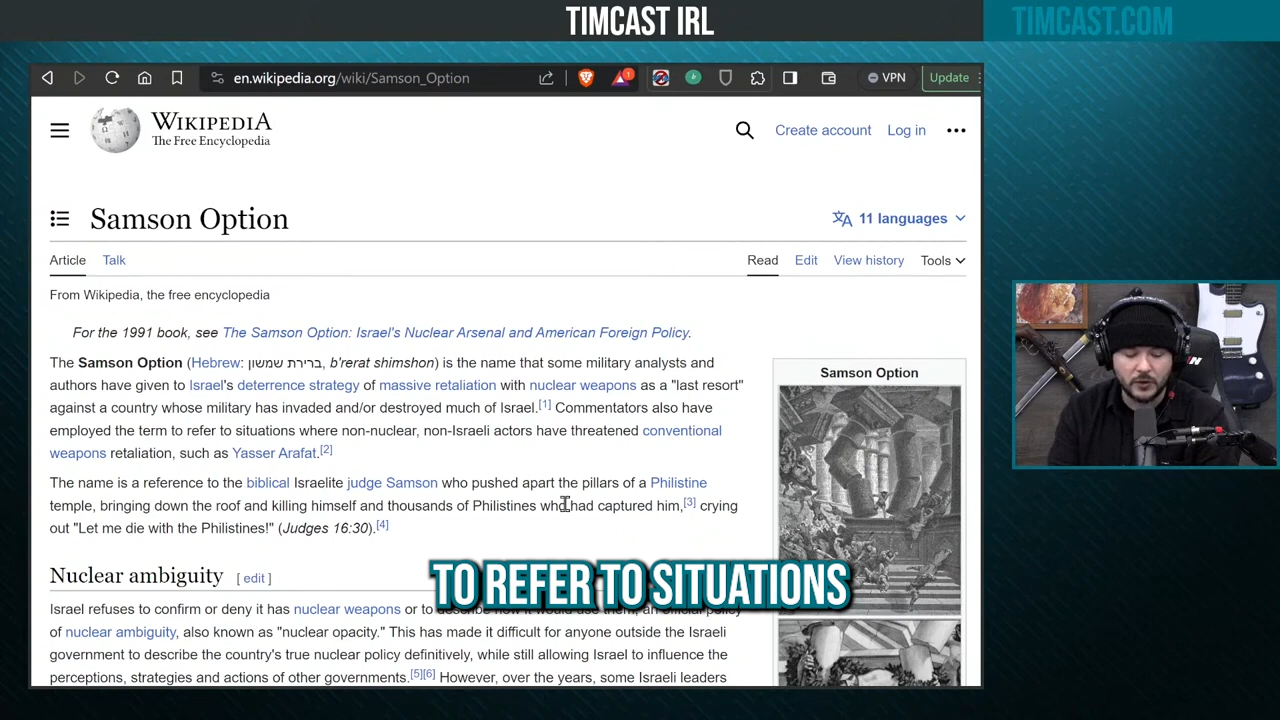 TIMCAST IRL
TIMCAST.COM
en.wikipedia.org/wiki/Samson_Option
1
VPN
Update
WIKIPEDIA
The Free Encyclopedia
Create account
Log in
Samson Option
11 languages
Article
Talk
Read
Edit
View history
Tools
From Wikipedia, the free encyclopedia
For the 1991 book, see The Samson Option: Israel's Nuclear Arsenal and American Foreign Policy.
The Samson Option (Hebrew: ברירת שמשון, b'rerat shimshon) is the name that some military analysts and
authors have given to Israel's deterrence strategy of massive retaliation with nuclear weapons as a "last resort"
against a country whose military has invaded and/or destroyed much of Israel.[1] Commentators also have
employed the term to refer to situations where non-nuclear, non-Israeli actors have threatened conventional
weapons retaliation, such as Yasser Arafat.[2]
The name is a reference to the biblical Israelite judge Samson who pushed apart the pillars of a Philistine
temple, bringing down the roof and killing himself and thousands of Philistines who had captured him,[3] crying
out "Let me die with the Philistines!" (Judges 16:30).[4]
Samson Option
Nuclear ambiguity [ edit ]
TO REFER TO SITUATIONS
Israel refuses to confirm or deny it has nuclear weapons or to describe how it would use them, an official policy
of nuclear ambiguity, also known as "nuclear opacity." This has made it difficult for anyone outside the Israeli
government to describe the country's true nuclear policy definitively, while still allowing Israel to influence the
perceptions, strategies and actions of other governments.[5][6] However, over the years, some Israeli leaders